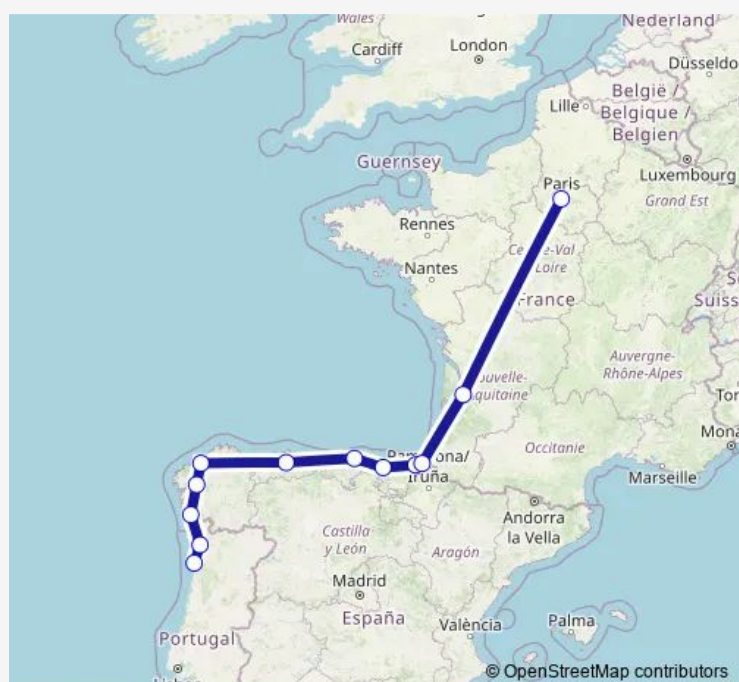 Nederland
Wales
Cardiff
London
Düsseldo
België /
Belgique /
Belgien
Lille
Guernsey
Luxembourg
Paris
Grand Est
Rennes
Nantes
France
Suiss
Auvergne-
Rhône-Alpes
Tor
Mona
Occitanie
Marseille
Iruña
Andorra
la Vella
Castilla
y León
Aragón
Madrid
España
València
Palma
Portugal
© OpenStreetMap contributors